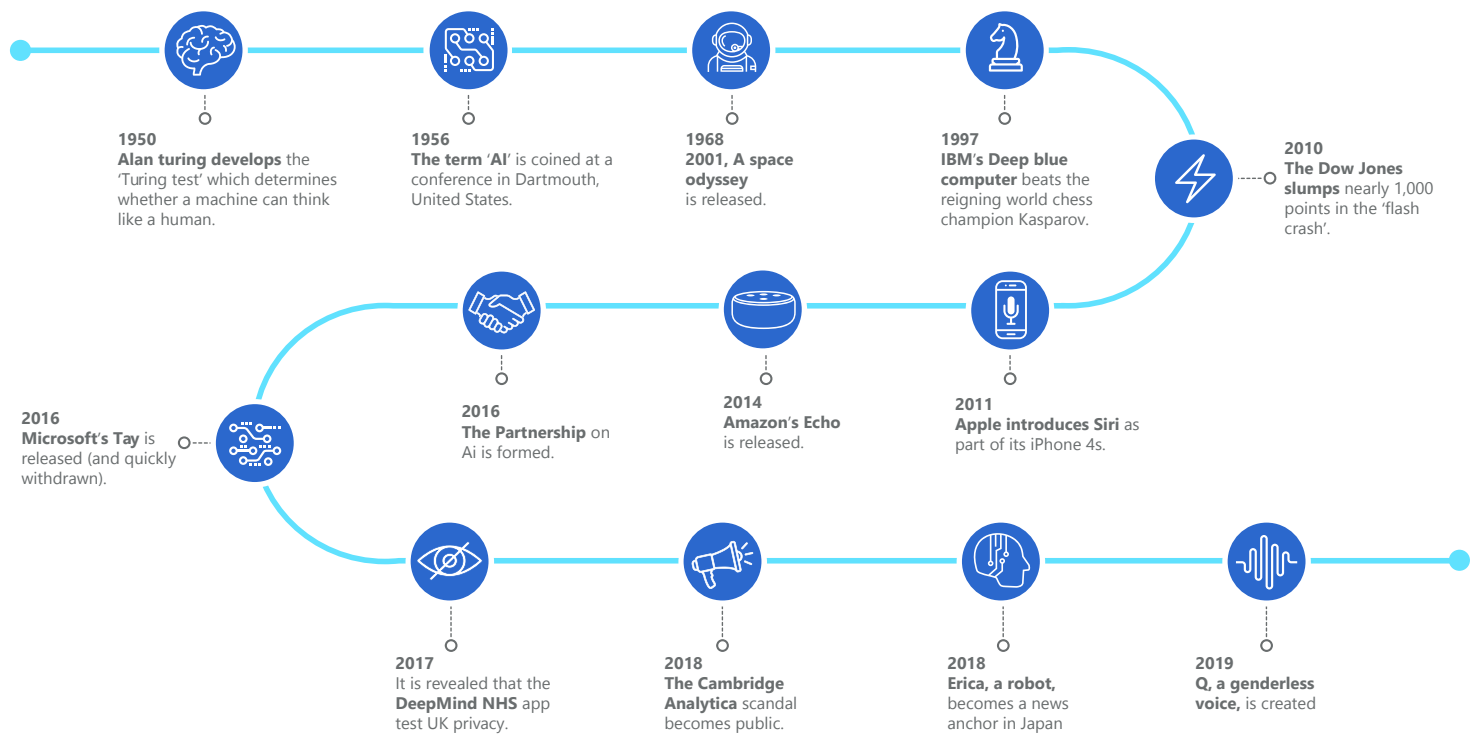 1950
Alan turing develops the
‘Turing test’ which determines
whether a machine can think
like a human.
1956
The term ‘AI’ is coined at a
conference in Dartmouth,
United States.
1968
2001, A space
odyssey
is released.
1997
IBM’s Deep blue
computer beats the
reigning world chess
champion Kasparov.
2010
The Dow Jones
slumps nearly 1,000
points in the ‘flash
crash’.
2011
Apple introduces Siri as
part of its iPhone 4s.
2014
Amazon’s Echo
is released.
2016
The Partnership on
Ai is formed.
2016
Microsoft’s Tay is
released (and quickly
withdrawn).
2017
It is revealed that the
DeepMind NHS app
test UK privacy.
2018
The Cambridge
Analytica scandal
becomes public.
2018
Erica, a robot,
becomes a news
anchor in Japan
2019
Q, a genderless
voice, is created